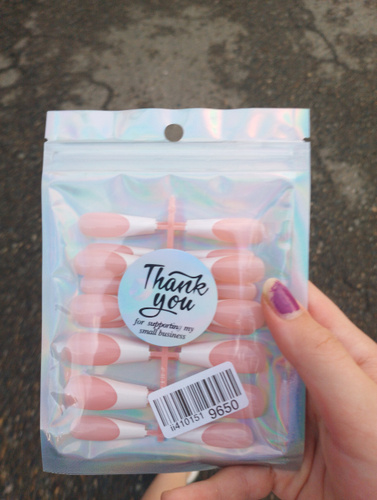 Thank
you
for supporting my
small business
8410151 9650